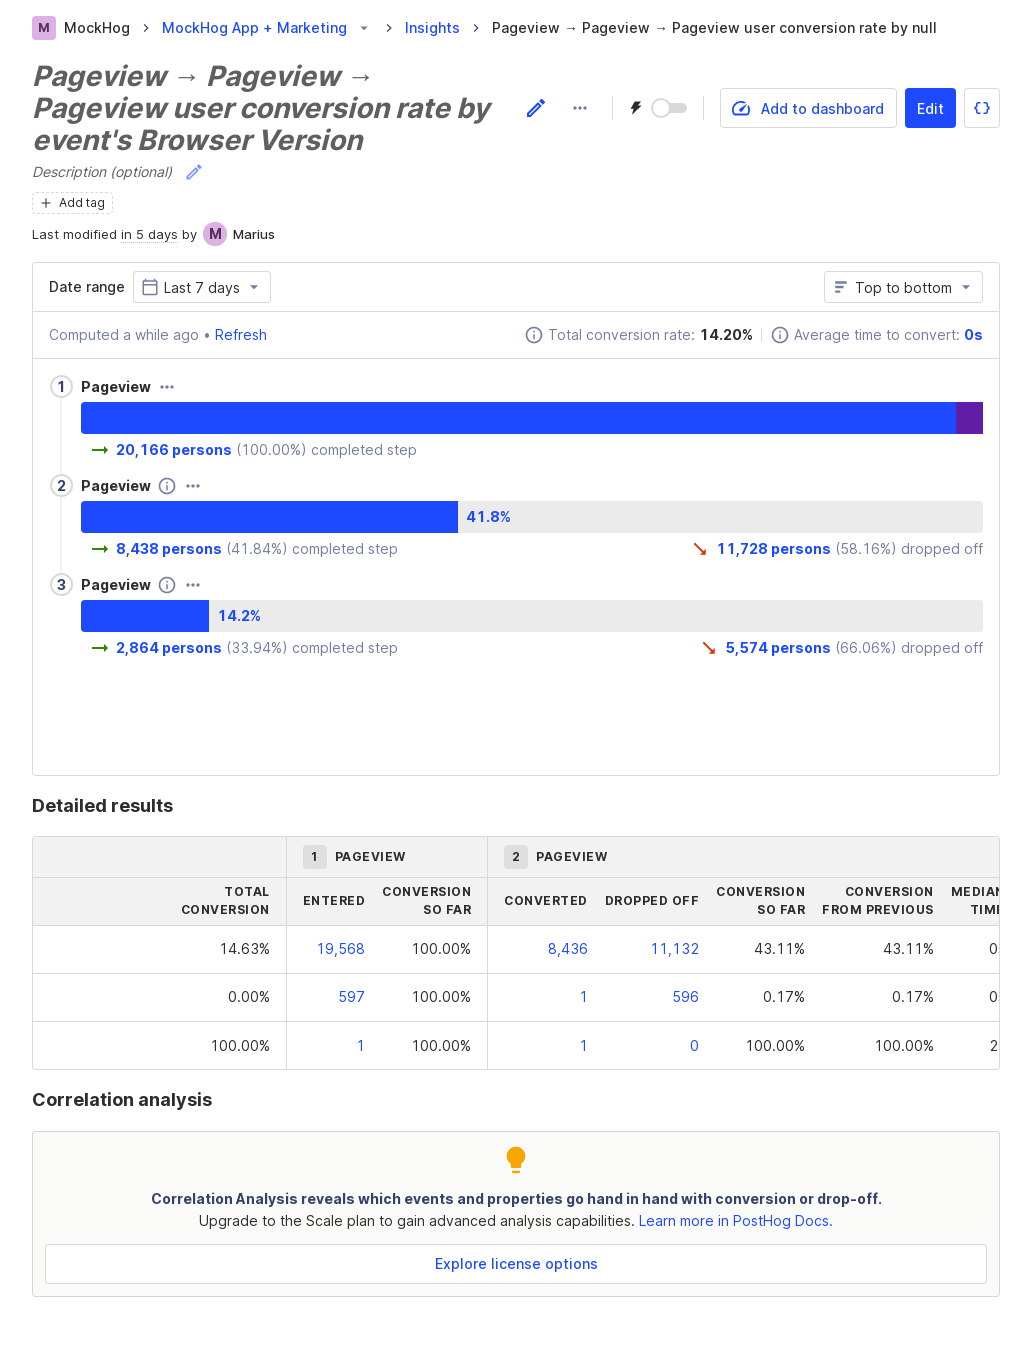 M MockHog > MockHog App + Marketing > Insights > Pageview → Pageview → Pageview user conversion rate by null
Pageview → Pageview →
Pageview user conversion rate by
event's Browser Version
Add to dashboard
Edit
Description (optional)
Add tag
Last modified in 5 days by M Marius
Date range Last 7 days Top to bottom
Computed a while ago • Refresh Total conversion rate: 14.20% Average time to convert: 0s
1 Pageview
20,166 persons (100.00%) completed step
2 Pageview
41.8%
8,438 persons (41.84%) completed step 11,728 persons (58.16%) dropped off
3 Pageview
14.2%
2,864 persons (33.94%) completed step 5,574 persons (66.06%) dropped off
Detailed results
1 PAGEVIEW 2 PAGEVIEW
TOTAL CONVERSION ENTERED CONVERSION SO FAR CONVERTED DROPPED OFF CONVERSION SO FAR CONVERSION FROM PREVIOUS MEDIAN
14.63% 19,568 100.00% 8,436 11,132 43.11% 43.11% 0
0.00% 597 100.00% 1 596 0.17% 0.17% 0
100.00% 1 100.00% 1 0 100.00% 100.00% 2
Correlation analysis
Correlation Analysis reveals which events and properties go hand in hand with conversion or drop-off.
Upgrade to the Scale plan to gain advanced analysis capabilities. Learn more in PostHog Docs.
Explore license options